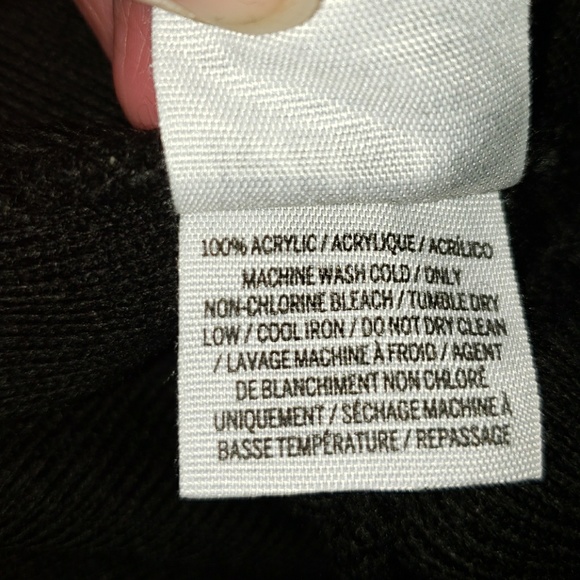 100% ACRYLIC / ACRYLIQUE / ACRÍLICO
MACHINE WASH COLD / ONLY
NON-CHLORINE BLEACH / TUMBLE DRY
LOW / COOL IRON / DO NOT DRY CLEAN
/ LAVAGE MACHINE À FROID / AGENT
DE BLANCHIMENT NON CHLORÉ
UNIQUEMENT / SÉCHAGE MACHINE À
BASSE TEMPÉRATURE / REPASSAGE